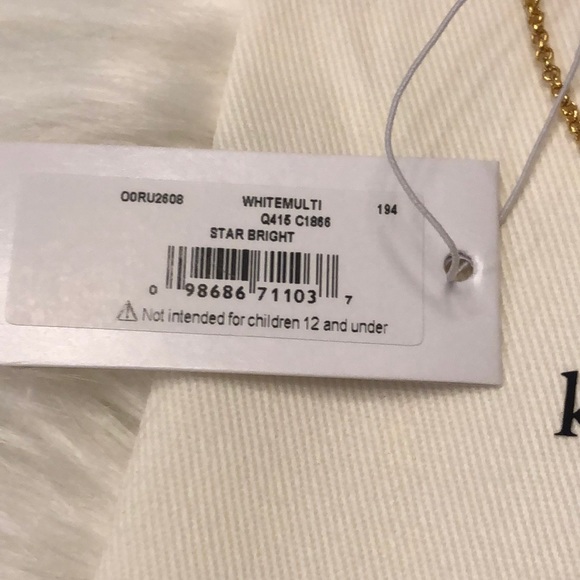 O0RU2608 WHITEMULTI 194
Q415 C1866
STAR BRIGHT
0 98686 71103 7
Not intended for children 12 and under
k